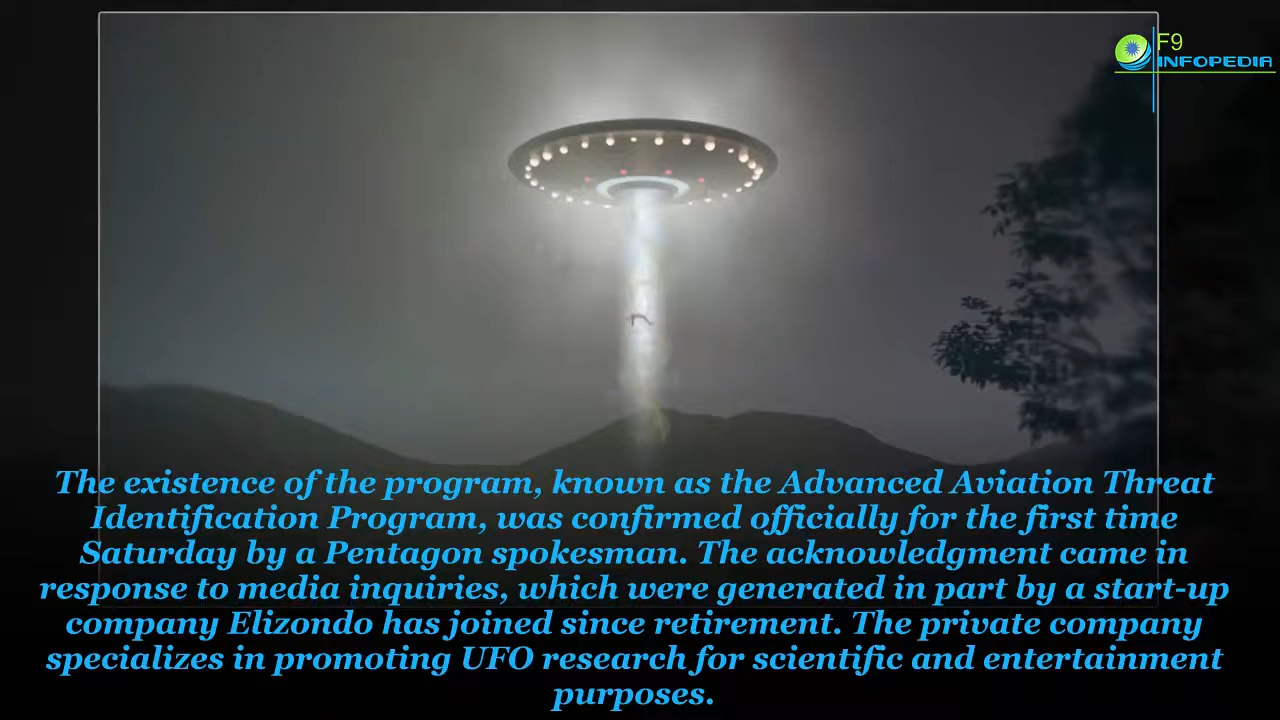 F9
INFOPEDIA
The existence of the program, known as the Advanced Aviation Threat
Identification Program, was confirmed officially for the first time
Saturday by a Pentagon spokesman. The acknowledgment came in
response to media inquiries, which were generated in part by a start-up
company Elizondo has joined since retirement. The private company
specializes in promoting UFO research for scientific and entertainment
purposes.